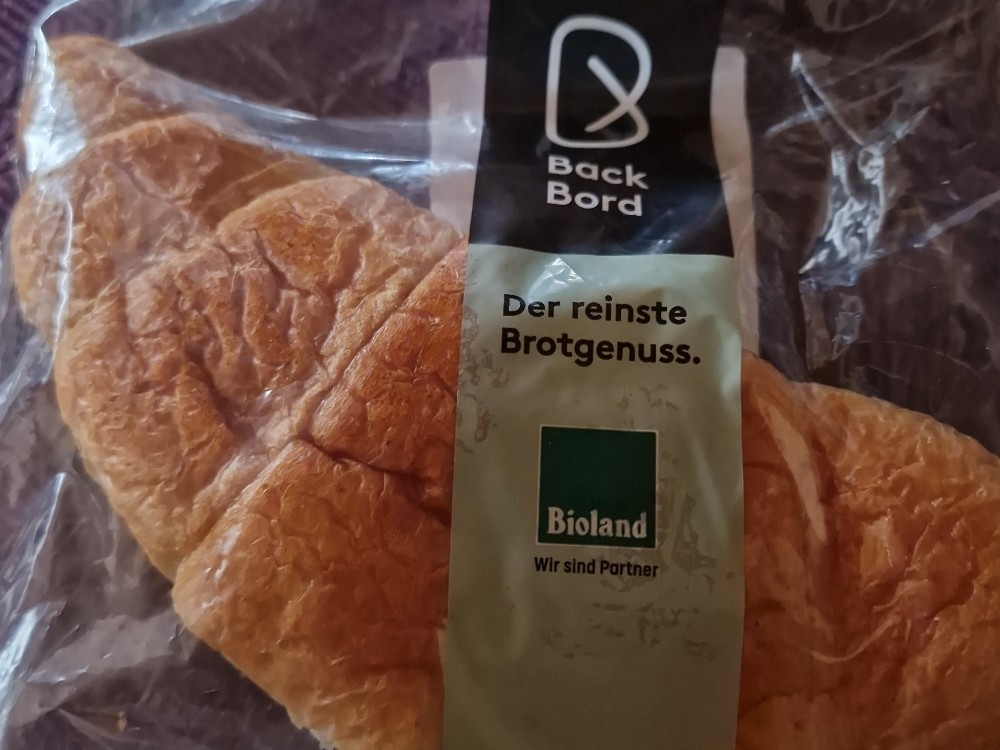 Back
Bord
Der reinste
Brotgenuss.
Bioland
Wir sind Partner